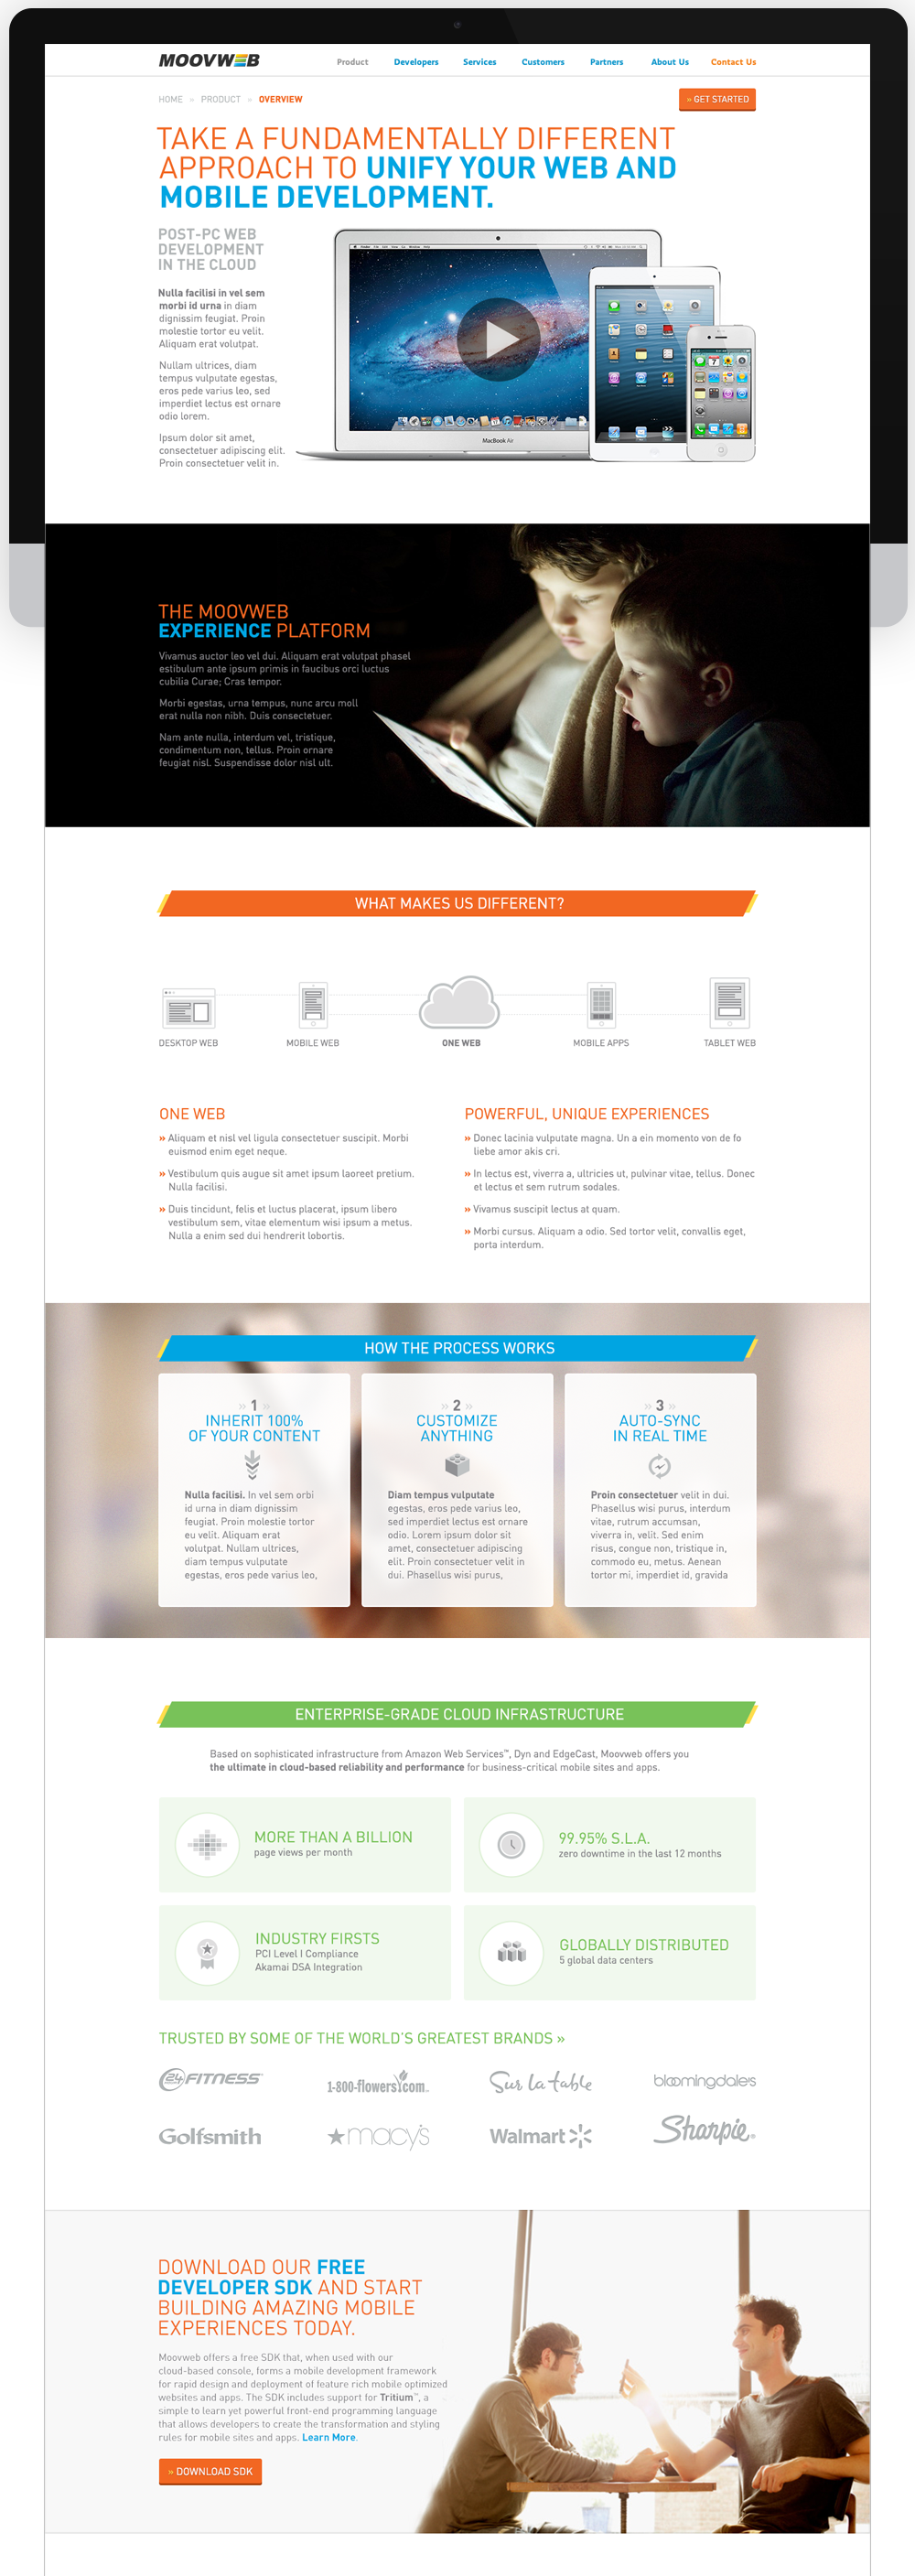 MOOVWEB
Product Developers Services Customers Partners About Us Contact Us
HOME » PRODUCT » OVERVIEW
» GET STARTED
TAKE A FUNDAMENTALLY DIFFERENT
APPROACH TO UNIFY YOUR WEB AND
MOBILE DEVELOPMENT.
POST-PC WEB
DEVELOPMENT
IN THE CLOUD
Nulla facilisi in vel sem
morbi id urna in diam
dignissim feugiat. Proin
molestie tortor eu velit.
Aliquam erat volutpat.
Nullam ultrices, diam
tempus vulputate egestas,
eros pede varius leo, sed
imperdiet lectus est ornare
odio lorem.
Ipsum dolor sit amet,
consectetuer adipiscing elit.
Proin consectetuer velit in.
MacBook Air
THE MOOVWEB
EXPERIENCE PLATFORM
Vivamus auctor leo vel dui. Aliquam erat volutpat phasel
estibulum ante ipsum primis in faucibus orci luctus
cubilia Curae; Cras tempor.
Morbi egestas, urna tempus, nunc arcu moll
erat nulla non nibh. Duis consectetuer.
Nam ante nulla, interdum vel, tristique,
condimentum non, tellus. Proin ornare
feugiat nisl. Suspendisse dolor nisl ult.
WHAT MAKES US DIFFERENT?
DESKTOP WEB
MOBILE WEB
ONE WEB
MOBILE APPS
TABLET WEB
ONE WEB
» Aliquam et nisl vel ligula consectetuer suscipit. Morbi
euismod enim eget neque.
» Vestibulum quis augue sit amet ipsum laoreet pretium.
Nulla facilisi.
» Duis tincidunt, felis et luctus placerat, ipsum libero
vestibulum sem, vitae elementum wisi ipsum a metus.
Nulla a enim sed dui hendrerit lobortis.
POWERFUL, UNIQUE EXPERIENCES
» Donec lacinia vulputate magna. Un a ein momento von de fo
liebe amor akis cri.
» In lectus est, viverra a, ultricies ut, pulvinar vitae, tellus. Donec
et lectus et sem rutrum sodales.
» Vivamus suscipit lectus at quam.
» Morbi cursus. Aliquam a odio. Sed tortor velit, convallis eget,
porta interdum.
HOW THE PROCESS WORKS
» 1 »
INHERIT 100%
OF YOUR CONTENT
Nulla facilisi. In vel sem orbi
id urna in diam dignissim
feugiat. Proin molestie tortor
eu velit. Aliquam erat
volutpat. Nullam ultrices,
diam tempus vulputate
egestas, eros pede varius leo,
» 2 »
CUSTOMIZE
ANYTHING
Diam tempus vulputate
egestas, eros pede varius leo,
sed imperdiet lectus est ornare
odio. Lorem ipsum dolor sit
amet, consectetuer adipiscing
elit. Proin consectetuer velit in
dui. Phasellus wisi purus,
» 3 »
AUTO-SYNC
IN REAL TIME
Proin consectetuer velit in dui.
Phasellus wisi purus, interdum
vitae, rutrum accumsan,
viverra in, velit. Sed enim
risus, congue non, tristique in,
commodo eu, metus. Aenean
tortor mi, imperdiet id, gravida
ENTERPRISE-GRADE CLOUD INFRASTRUCTURE
Based on sophisticated infrastructure from Amazon Web Services™, Dyn and EdgeCast, Moovweb offers you
the ultimate in cloud-based reliability and performance for business-critical mobile sites and apps.
MORE THAN A BILLION
page views per month
99.95% S.L.A.
zero downtime in the last 12 months
INDUSTRY FIRSTS
PCI Level I Compliance
Akamai DSA Integration
GLOBALLY DISTRIBUTED
5 global data centers
TRUSTED BY SOME OF THE WORLD'S GREATEST BRANDS »
24 FITNESS
1-800-flowers.com
Sur la table
bloomingdale's
Golfsmith
macy's
Walmart
Sharpie
DOWNLOAD OUR FREE
DEVELOPER SDK AND START
BUILDING AMAZING MOBILE
EXPERIENCES TODAY.
Moovweb offers a free SDK that, when used with our
cloud-based console, forms a mobile development framework
for rapid design and deployment of feature rich mobile optimized
websites and apps. The SDK includes support for Tritium™, a
simple to learn yet powerful front-end programming language
that allows developers to create the transformation and styling
rules for mobile sites and apps. Learn More.
» DOWNLOAD SDK